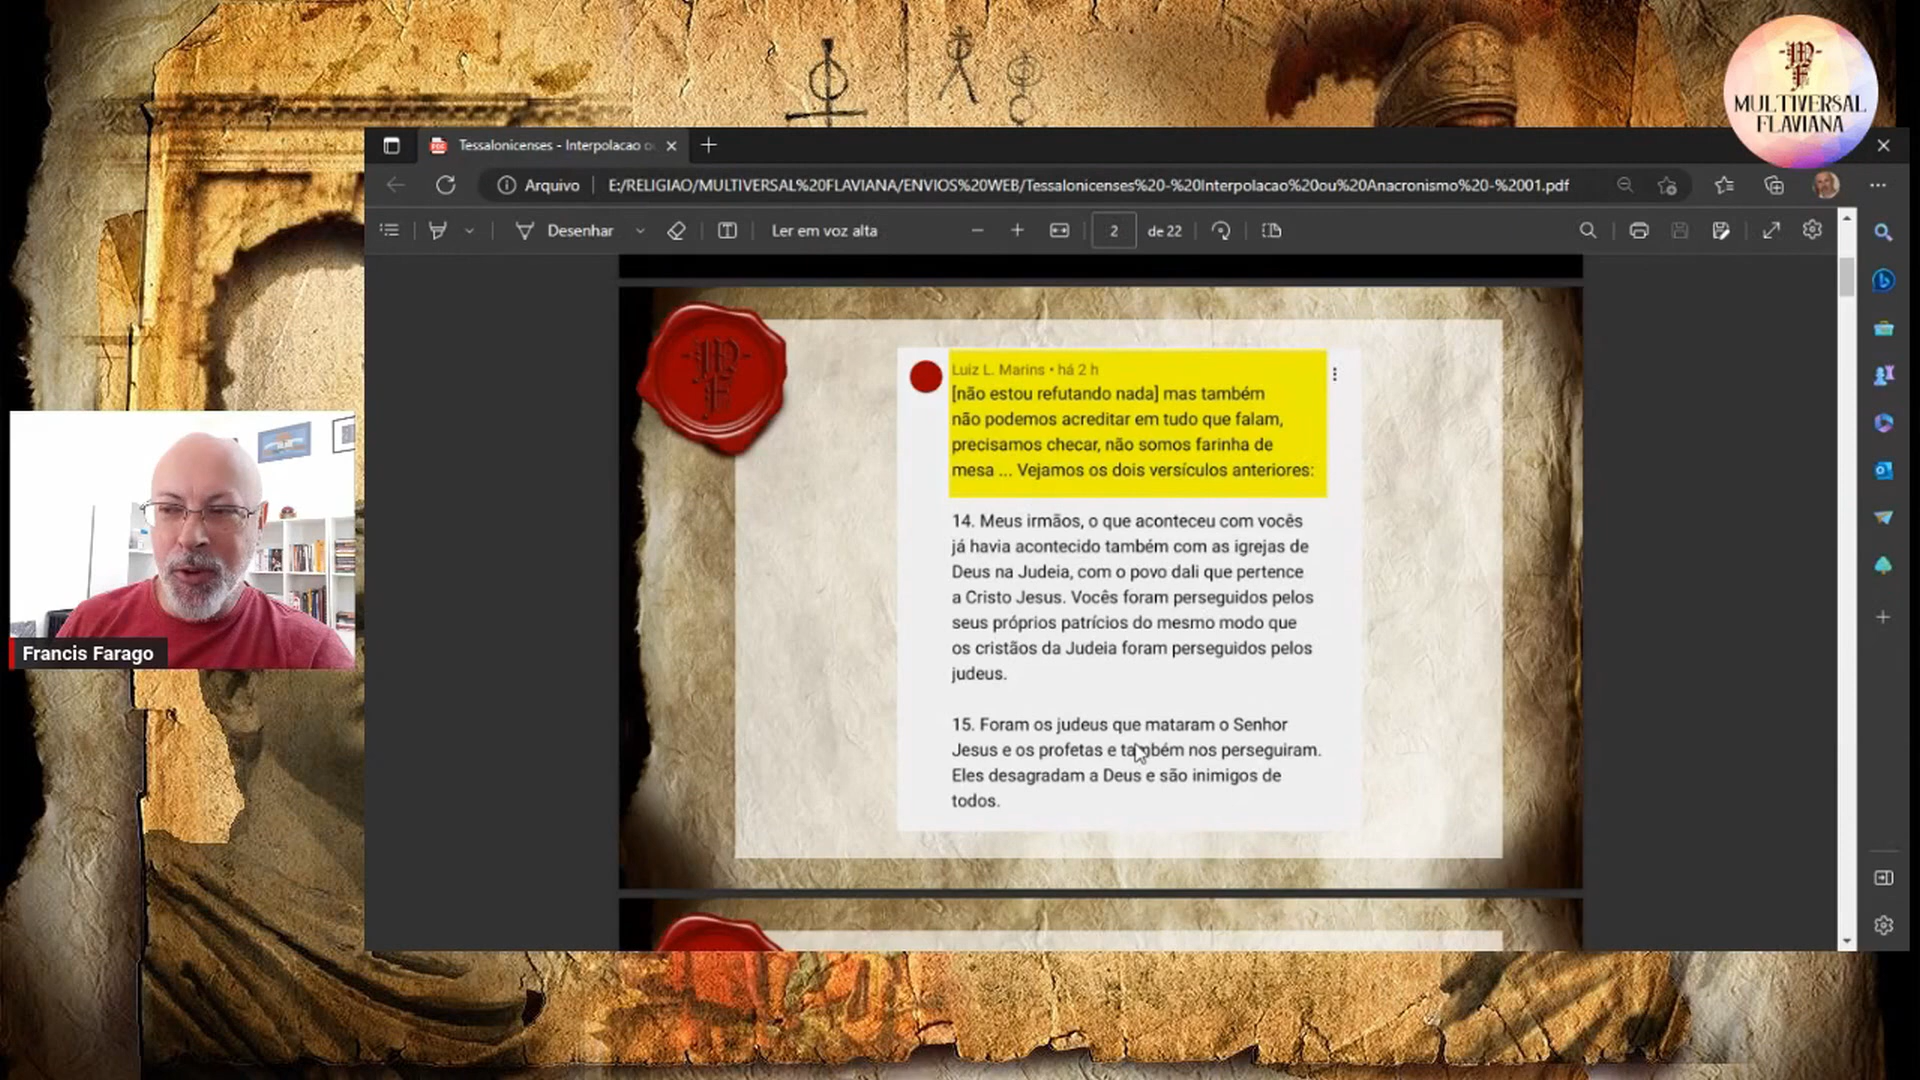 MULTIVERSAL
FLAVIANA
Tessalonicenses - Interpolacao o
Arquivo
E:/RELIGIAO/MULTIVERSAL%20FLAVIANA/ENVIOS%20WEB/Tessalonicenses%20-%20Interpolacao%20ou%20Anacronismo%20-%2001.pdf
Desenhar
Ler em voz alta
2
de 22
Luiz L. Marins • há 2 h
[não estou refutando nada] mas também
não podemos acreditar em tudo que falam,
precisamos checar, não somos farinha de
mesa ... Vejamos os dois versículos anteriores:
14. Meus irmãos, o que aconteceu com vocês
já havia acontecido também com as igrejas de
Deus na Judeia, com o povo dali que pertence
a Cristo Jesus. Vocês foram perseguidos pelos
seus próprios patrícios do mesmo modo que
os cristãos da Judeia foram perseguidos pelos
judeus.
15. Foram os judeus que mataram o Senhor
Jesus e os profetas e também nos perseguiram.
Eles desagradam a Deus e são inimigos de
todos.
Francis Farago